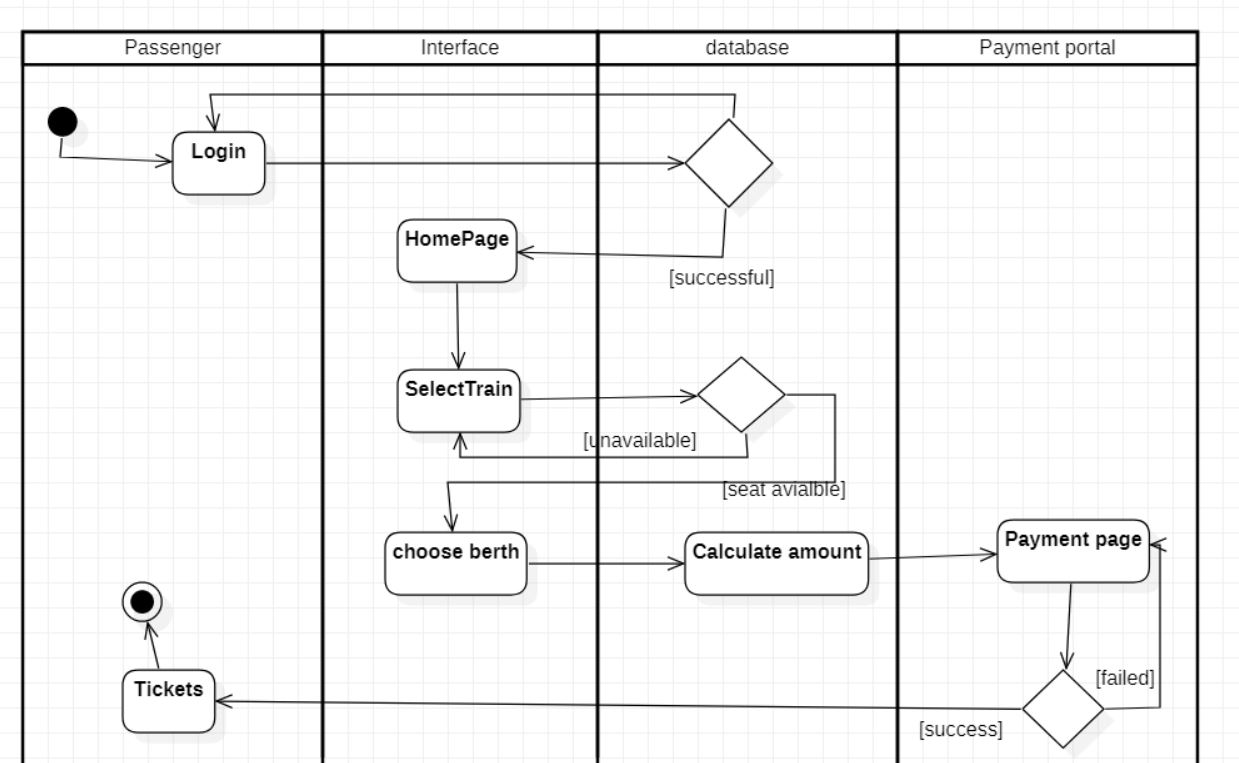 Passenger
Interface
database
Payment portal
Login
HomePage
[successful]
SelectTrain
[unavailable]
[seat avialble]
choose berth
Calculate amount
Payment page
Tickets
[failed]
[success]